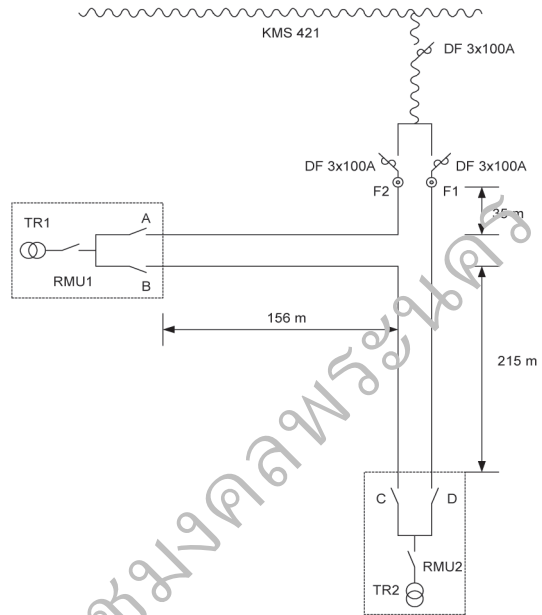 KMS 421
DF 3x100A
DF 3x100A
DF 3x100A
F2
F1
35 m
TR1
A
RMU1
B
156 m
215 m
C
D
RMU2
TR2